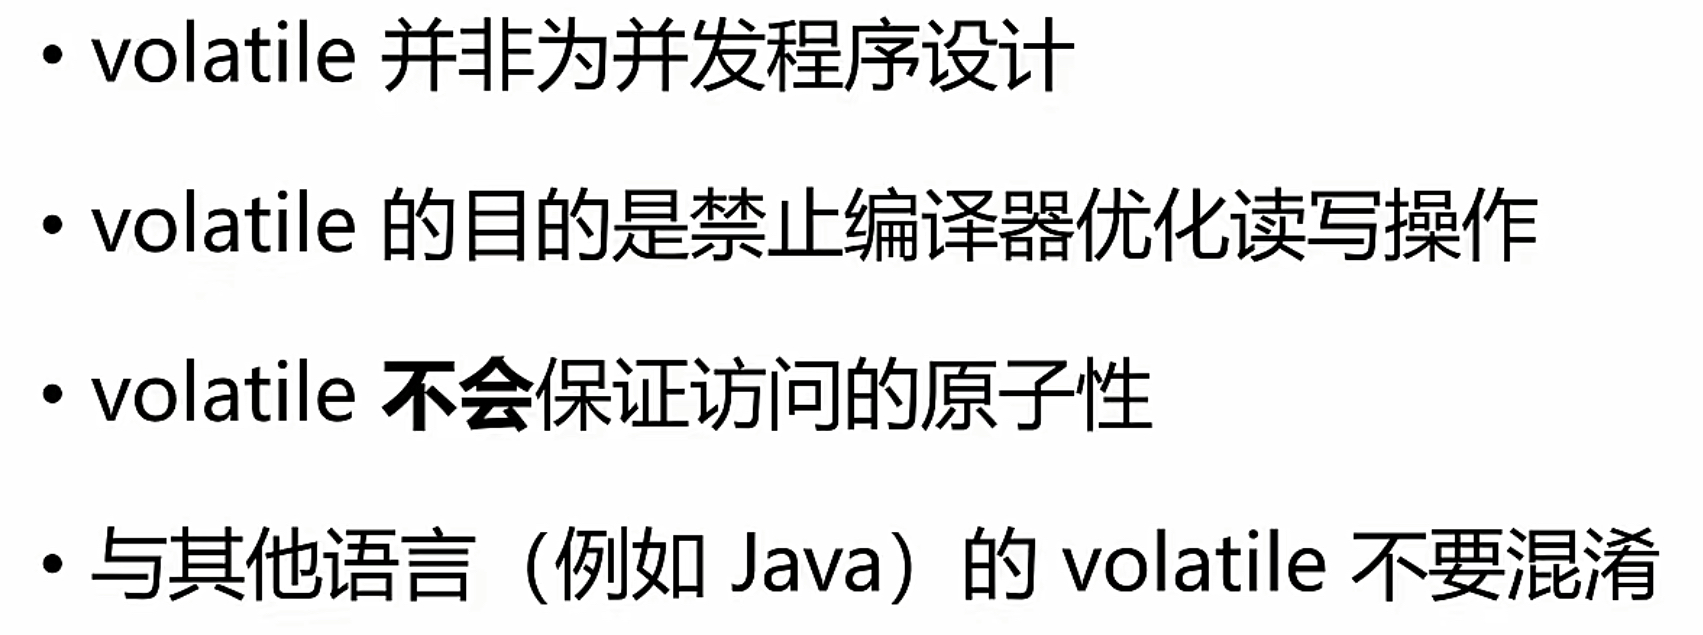 • volatile 并非为并发程序设计
• volatile 的目的是禁止编译器优化读写操作
• volatile 不会保证访问的原子性
• 与其他语言（例如 Java）的 volatile 不要混淆